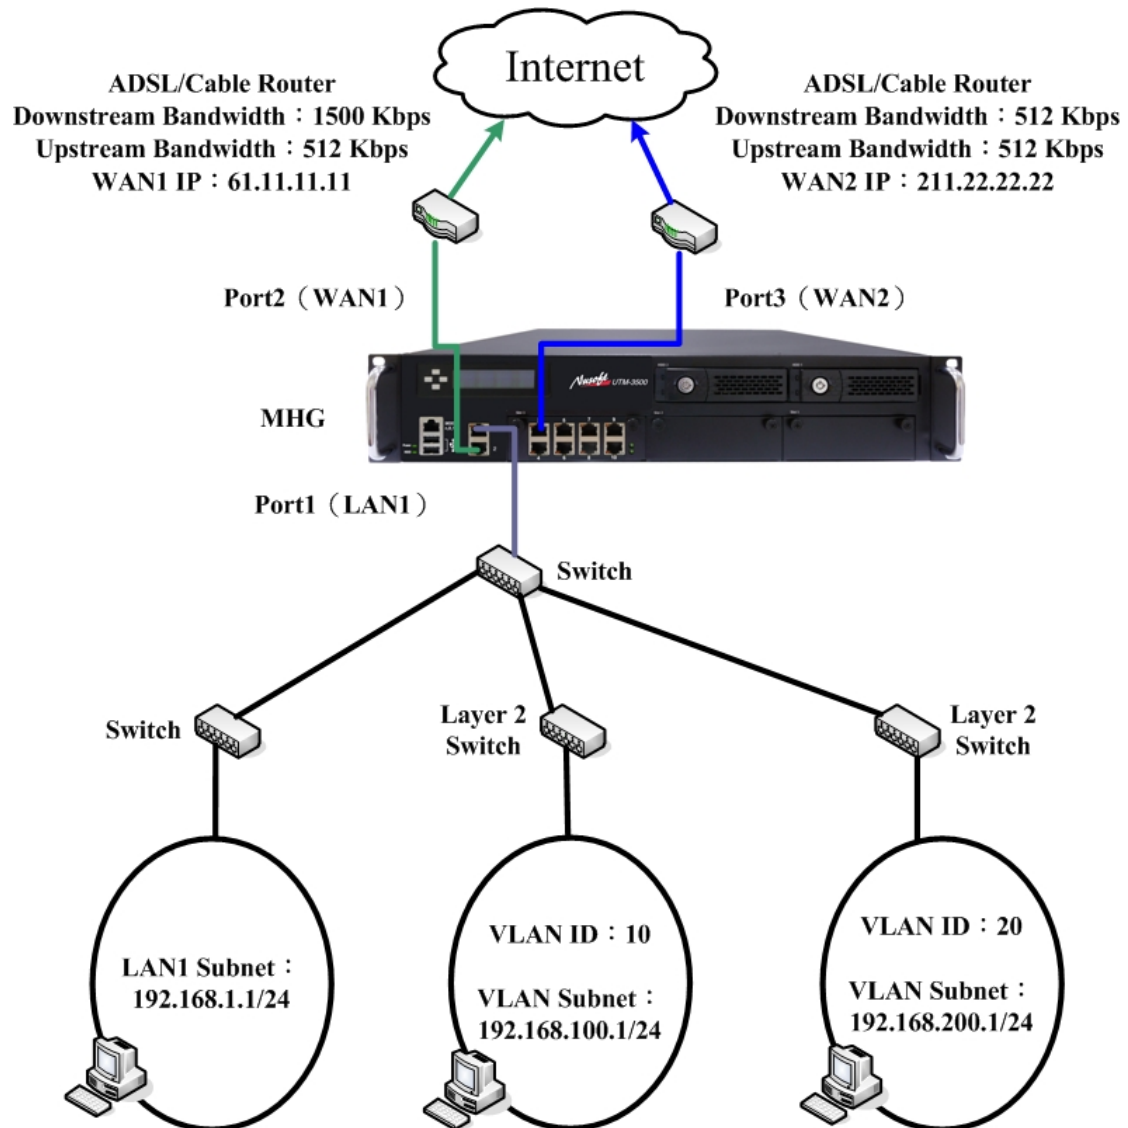 Internet
ADSL/Cable Router
Downstream Bandwidth：1500 Kbps
Upstream Bandwidth：512 Kbps
WAN1 IP：61.11.11.11
ADSL/Cable Router
Downstream Bandwidth：512 Kbps
Upstream Bandwidth：512 Kbps
WAN2 IP：211.22.22.22
Port2（WAN1）
Port3（WAN2）
Nusoft UTM-3500
MHG
Port1（LAN1）
Switch
Switch
Layer 2
Switch
Layer 2
Switch
LAN1 Subnet：
192.168.1.1/24
VLAN ID：10
VLAN Subnet：
192.168.100.1/24
VLAN ID：20
VLAN Subnet：
192.168.200.1/24